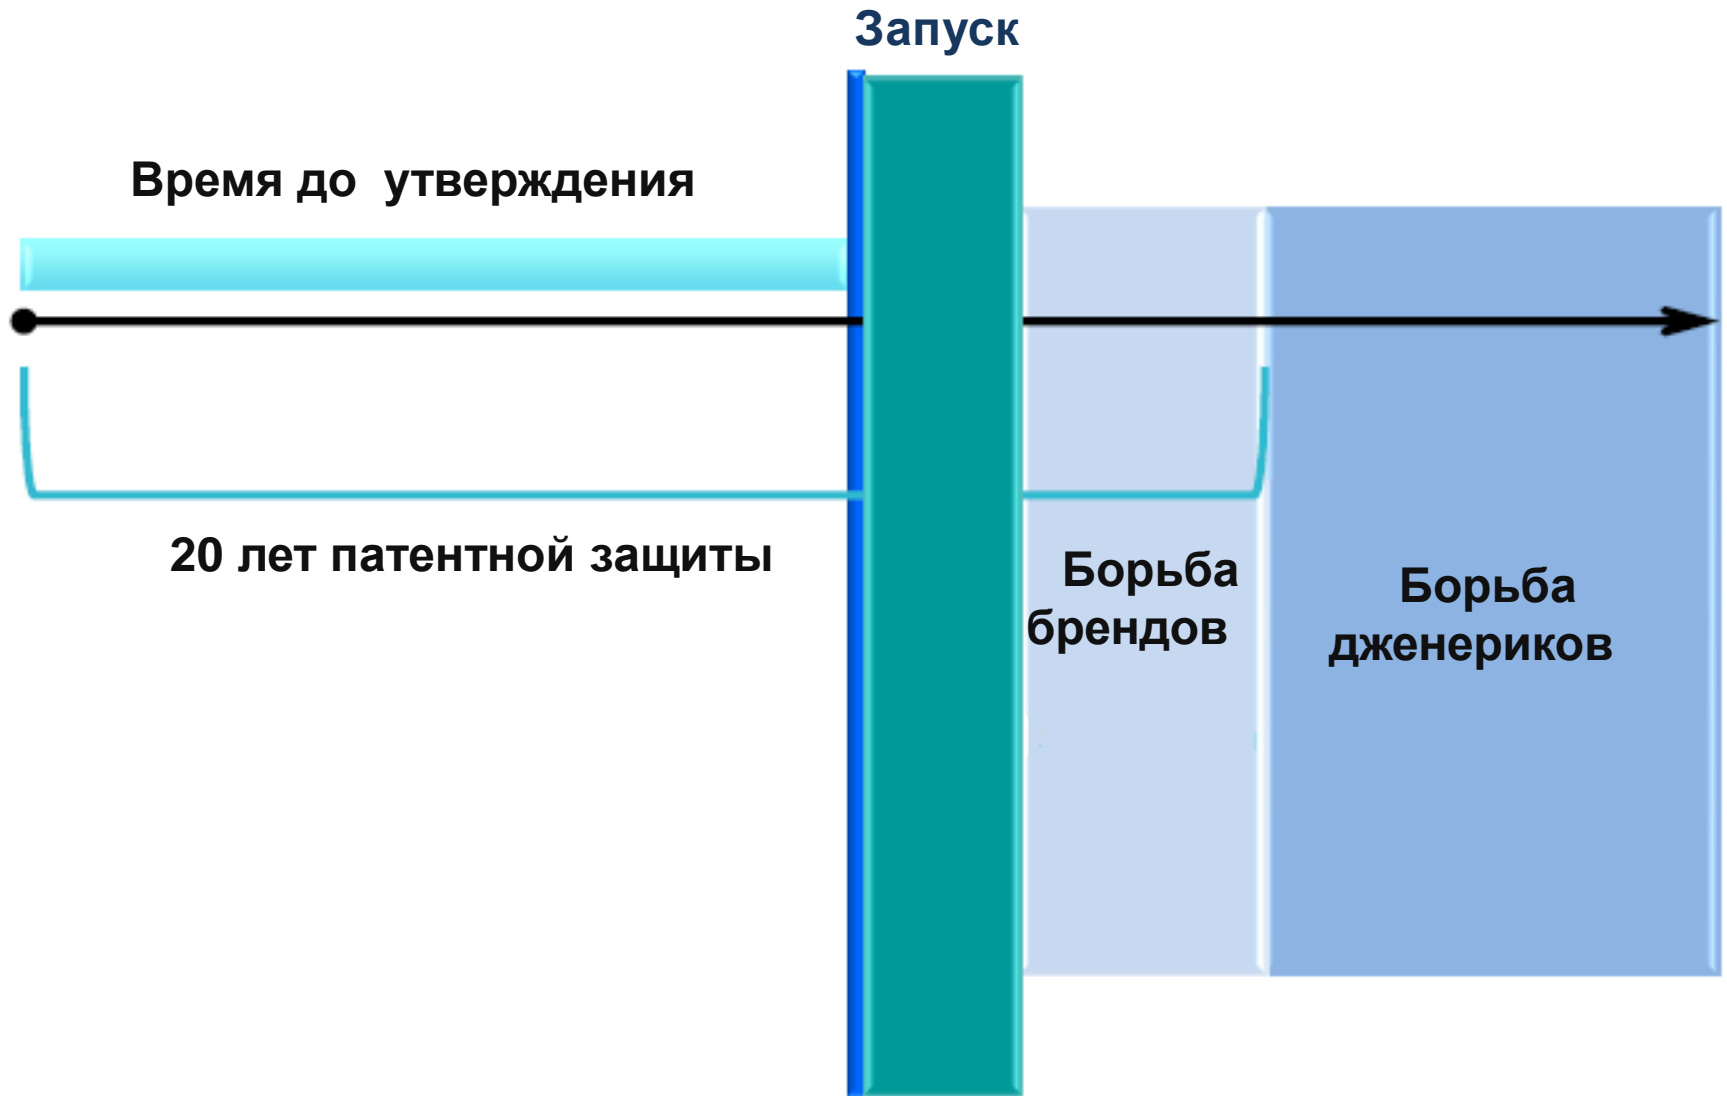 Запуск
Время до утверждения
20 лет патентной защиты
Борьба
брендов
Борьба
дженериков